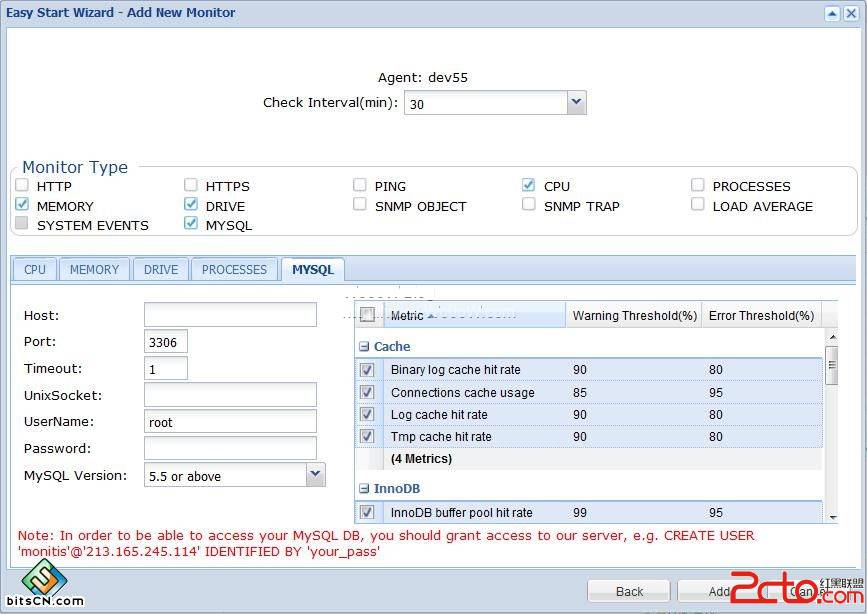 Easy Start Wizard - Add New Monitor
Agent: dev55
Check Interval(min): 30
Monitor Type
HTTP HTTPS PING CPU PROCESSES
MEMORY DRIVE SNMP OBJECT SNMP TRAP LOAD AVERAGE
SYSTEM EVENTS MYSQL
CPU MEMORY DRIVE PROCESSES MYSQL
Host:
Port: 3306
Timeout: 1
UnixSocket:
UserName: root
Password:
MySQL Version: 5.5 or above
Metric Warning Threshold(%) Error Threshold(%)
Cache
Binary log cache hit rate 90 80
Connections cache usage 85 95
Log cache hit rate 90 80
Tmp cache hit rate 90 80
(4 Metrics)
InnoDB
InnoDB buffer pool hit rate 99 95
Note: In order to be able to access your MySQL DB, you should grant access to our server, e.g. CREATE USER
'monitis'@'213.165.245.114' IDENTIFIED BY 'your_pass'
Back Add Cancel
bitsCN.com
2cto.com
红黑联盟